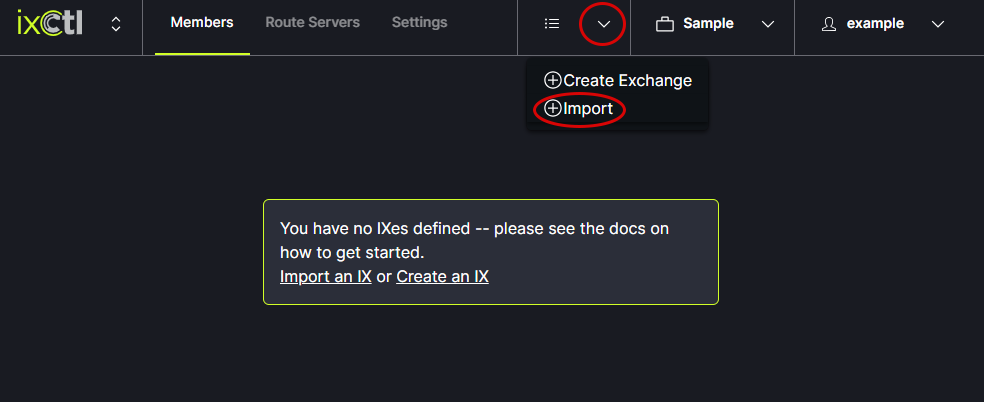 ixCtl
Members
Route Servers
Settings
Sample
example
Create Exchange
Import
You have no IXes defined -- please see the docs on
how to get started.
Import an IX or Create an IX